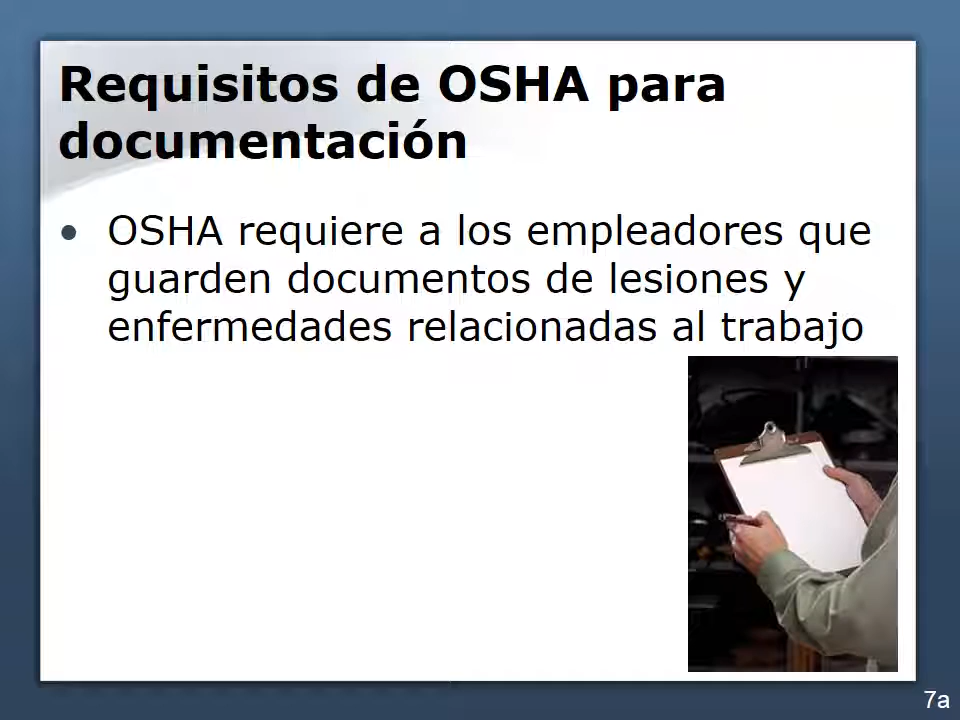 Requisitos de OSHA para
documentación
• OSHA requiere a los empleadores que
guarden documentos de lesiones y
enfermedades relacionadas al trabajo
7a